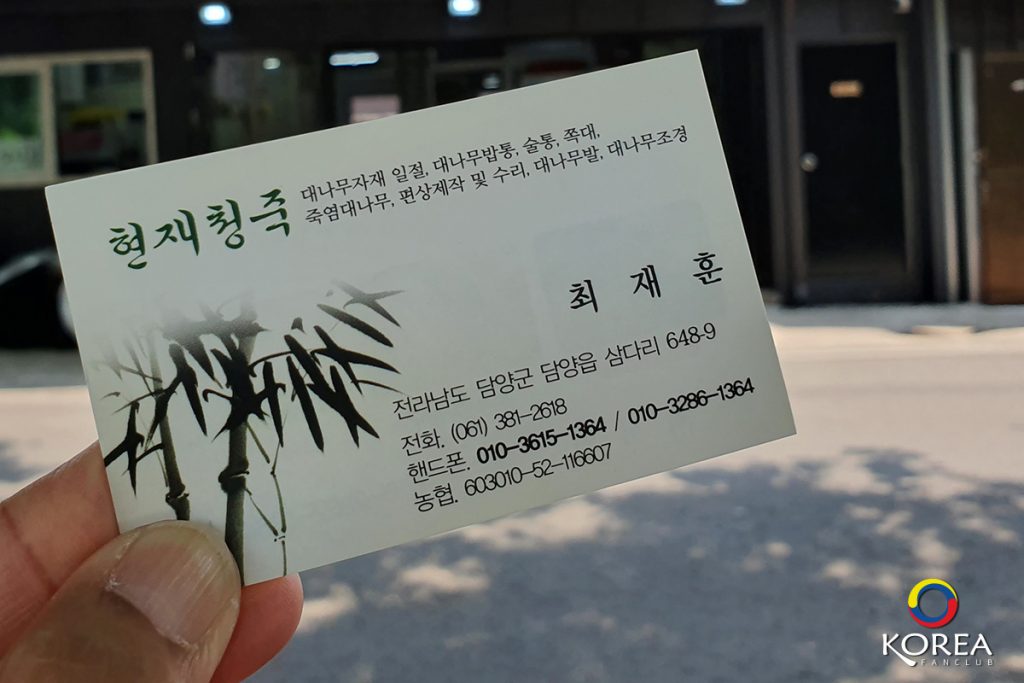 현재청죽
대나무자재 일절, 대나무밥통, 술통, 쪽대,
죽염대나무, 편상제작 및 수리, 대나무발, 대나무조경
최 재 훈
전라남도 담양군 담양읍 삼다리 648-9
전화. (061) 381-2618
핸드폰. 010-3615-1364 / 010-3286-1364
농협. 603010-52-116607
KOREA
FANCLUB